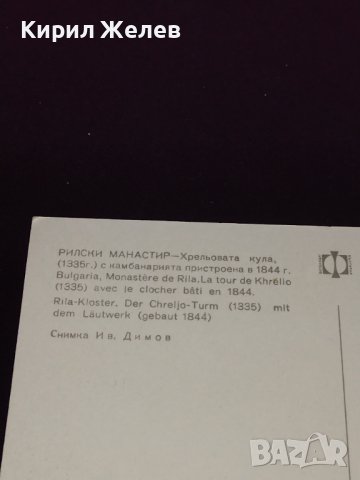 Кирил Желев
РИЛСКИ МАНАСТИР—Хрельовата кула,
(1335г.) с камбанарията пристроена в 1844 г.
Bulgaria, Monastère de Rila, La tour de Khrélio
(1335) avec je clocher bâti en 1844.
Rila-Kloster. Der Chreljo-Turm (1335) mit
dem Läutwerk (gebaut 1844)
Снимка Ив. Димов
BAZAR